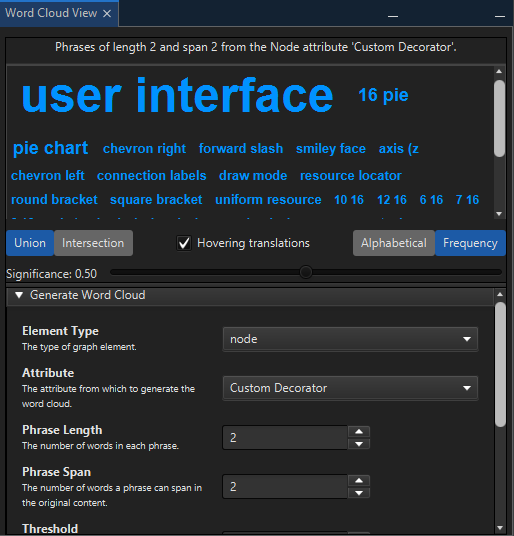 Word Cloud View
Phrases of length 2 and span 2 from the Node attribute 'Custom Decorator'.
user interface 16 pie
pie chart chevron right forward slash smiley face axis (z
chevron left connection labels draw mode resource locator
round bracket square bracket uniform resource 10 16 12 16 6 16 7 16
Union Intersection Hovering translations Alphabetical Frequency
Significance: 0.50
Generate Word Cloud
Element Type
The type of graph element.
node
Attribute
The attribute from which to generate the
word cloud.
Custom Decorator
Phrase Length
The number of words in each phrase.
2
Phrase Span
The number of words a phrase can span in
the original content.
2
Threshold